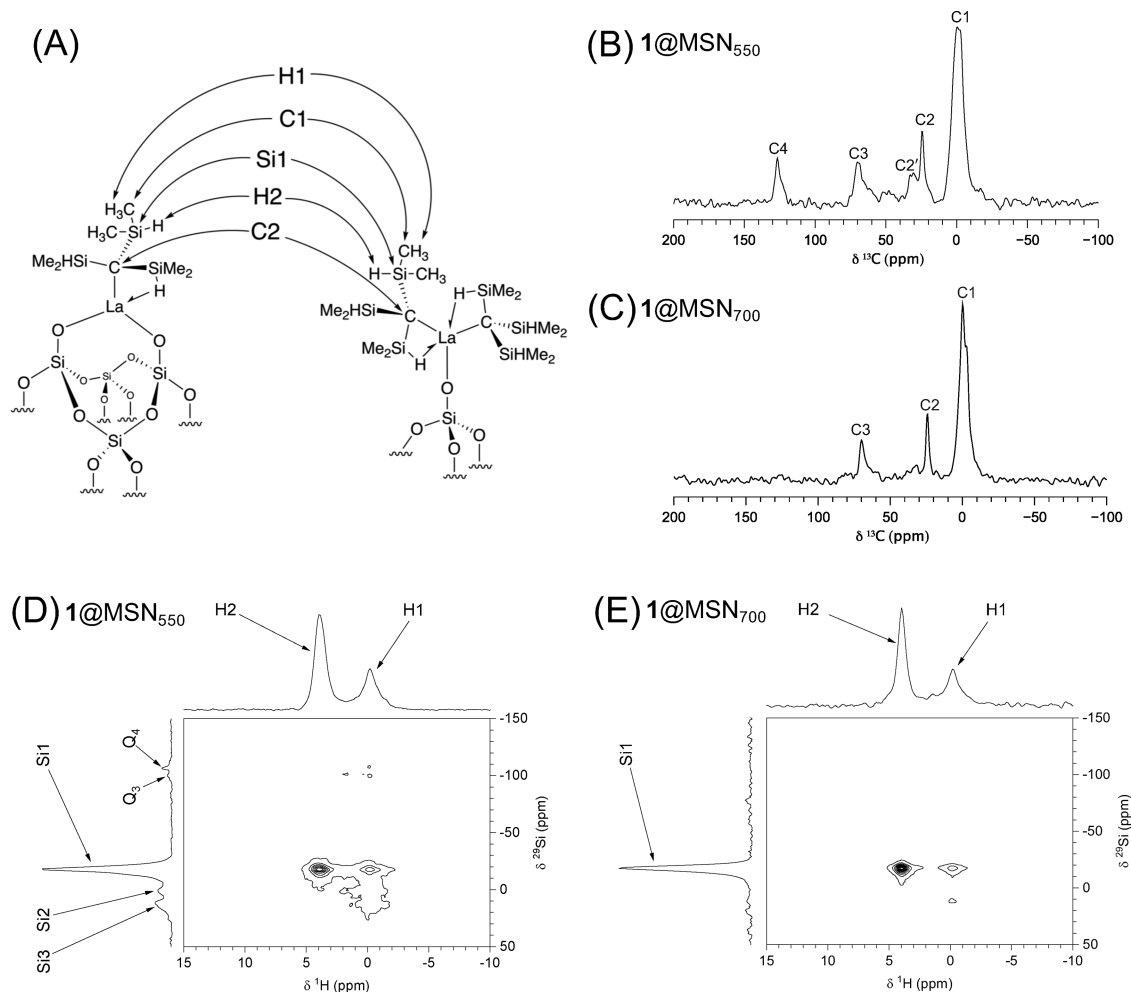 (A)
H1
C1
Si1
H2
C2
H₃C
H₃C Si H
Me₂HSi C SiMe₂
H
La
O O
Si Si O Si
O O O O O
O O
Si
O O
CH₃
H Si CH₃
H SiMe₂
Me₂HSi C
C SiHMe₂
La
Me₂Si
H SiHMe₂
O
Si
O O
O
(B) 1@MSN₅₅₀
C1
C2
C4 C3 C2′
200 150 100 50 0 −50 −100
δ ¹³C (ppm)
(C) 1@MSN₇₀₀
C1
C2
C3
200 150 100 50 0 −50 −100
δ ¹³C (ppm)
(D) 1@MSN₅₅₀
H2 H1
Si1
Q₄
Q₃
Si2
Si3
-150
-100
-50
0
50
δ ²⁹Si (ppm)
15 10 5 0 -5 -10
δ ¹H (ppm)
(E) 1@MSN₇₀₀
H2 H1
Si1
-150
-100
-50
0
50
δ ²⁹Si (ppm)
15 10 5 0 -5 -10
δ ¹H (ppm)